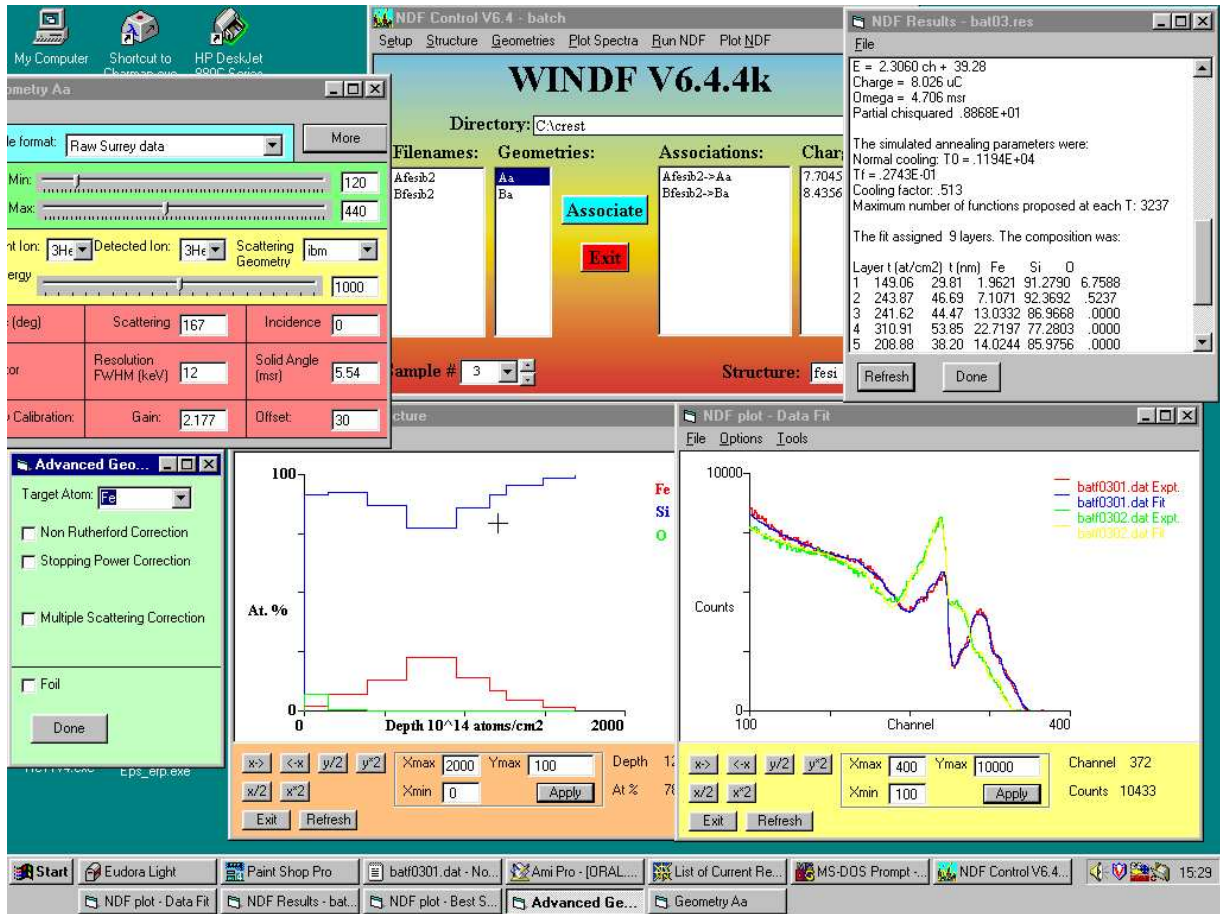 My Computer
Shortcut to
HP DeskJet
NDF Control V6.4 - batch
Setup Structure Geometries Plot Spectra Run NDF Plot NDF
WINDF V6.4.4k
Directory: C:\crest
Filenames:
Afesib2
Bfesib2
Geometries:
Aa
Ba
Associate
Exit
Associations:
Afesib2->Aa
Bfesib2->Ba
7.7045
8.4356
Sample # 3
Structure: fesi
NDF Results - bat03.res
File
E = 2.3060 ch + 39.28
Charge = 8.026 uC
Omega = 4.706 msr
Partial chisquared .8868E+01
The simulated annealing parameters were:
Normal cooling: T0 = .1194E+04
Tf = .2743E-01
Cooling factor: .513
Maximum number of functions proposed at each T: 3237
The fit assigned 9 layers. The composition was:
Layer t (at/cm2) t (nm) Fe Si O
1 149.06 29.81 1.9621 91.2790 6.7588
2 243.87 46.69 7.1071 92.3692 .5237
3 241.62 44.47 13.0332 86.9668 .0000
4 310.91 53.85 22.7197 77.2803 .0000
5 208.88 38.20 14.0244 85.9756 .0000
Refresh
Done
ometry Aa
le format: Raw Surrey data
More
Min: 120
Max: 440
nt Ion: 3He
Detected Ion: 3He
Scattering Geometry ibm
ergy 1000
(deg)
Scattering 167
Incidence 0
or
Resolution FWHM (keV) 12
Solid Angle (msr) 5.54
Calibration:
Gain: 2.177
Offset: 30
Advanced Geo...
Target Atom: Fe
Non Rutherford Correction
Stopping Power Correction
Multiple Scattering Correction
Foil
Done
Eps_erp.exe
cture
100
At. %
0
0
Depth 10^14 atoms/cm2
2000
Fe
Si
O
x-> <-x y/2 y*2
x/2 x*2
Xmax 2000 Ymax 100
Xmin 0 Apply
Depth 12
At % 78
Exit Refresh
NDF plot - Data Fit
File Options Tools
10000
Counts
0
100
Channel
400
batf0301.dat Expt.
batf0301.dat Fit
batf0302.dat Expt.
batf0302.dat Fit
x-> <-x y/2 y*2
x/2 x*2
Xmax 400 Ymax 10000
Xmin 100 Apply
Channel 372
Counts 10433
Exit Refresh
Start
Eudora Light
Paint Shop Pro
batf0301.dat - No...
Ami Pro - [ORAL....
List of Current Re...
MS-DOS Prompt -...
NDF Control V6.4...
15:29
NDF plot - Data Fit
NDF Results - bat...
NDF plot - Best S...
Advanced Ge...
Geometry Aa